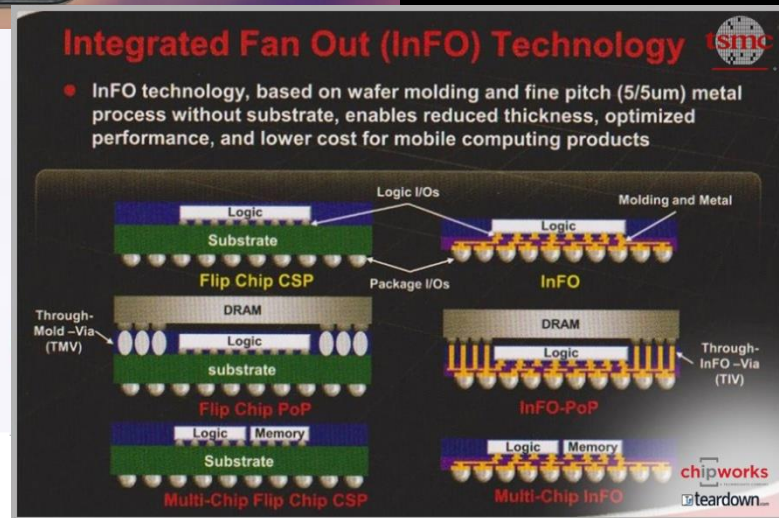 Integrated Fan Out (InFO) Technology
tsmc
● InFO technology, based on wafer molding and fine pitch (5/5um) metal
process without substrate, enables reduced thickness, optimized
performance, and lower cost for mobile computing products
Logic I/Os
Molding and Metal
Logic
Substrate
Flip Chip CSP
Package I/Os
Logic
InFO
Through-
Mold –Via
(TMV)
DRAM
Logic
substrate
Flip Chip PoP
DRAM
Logic
InFO-PoP
Through-
InFO –Via
(TIV)
Logic Memory
Substrate
Multi-Chip Flip Chip CSP
Logic Memory
Multi-Chip InFO
chipworks
teardown